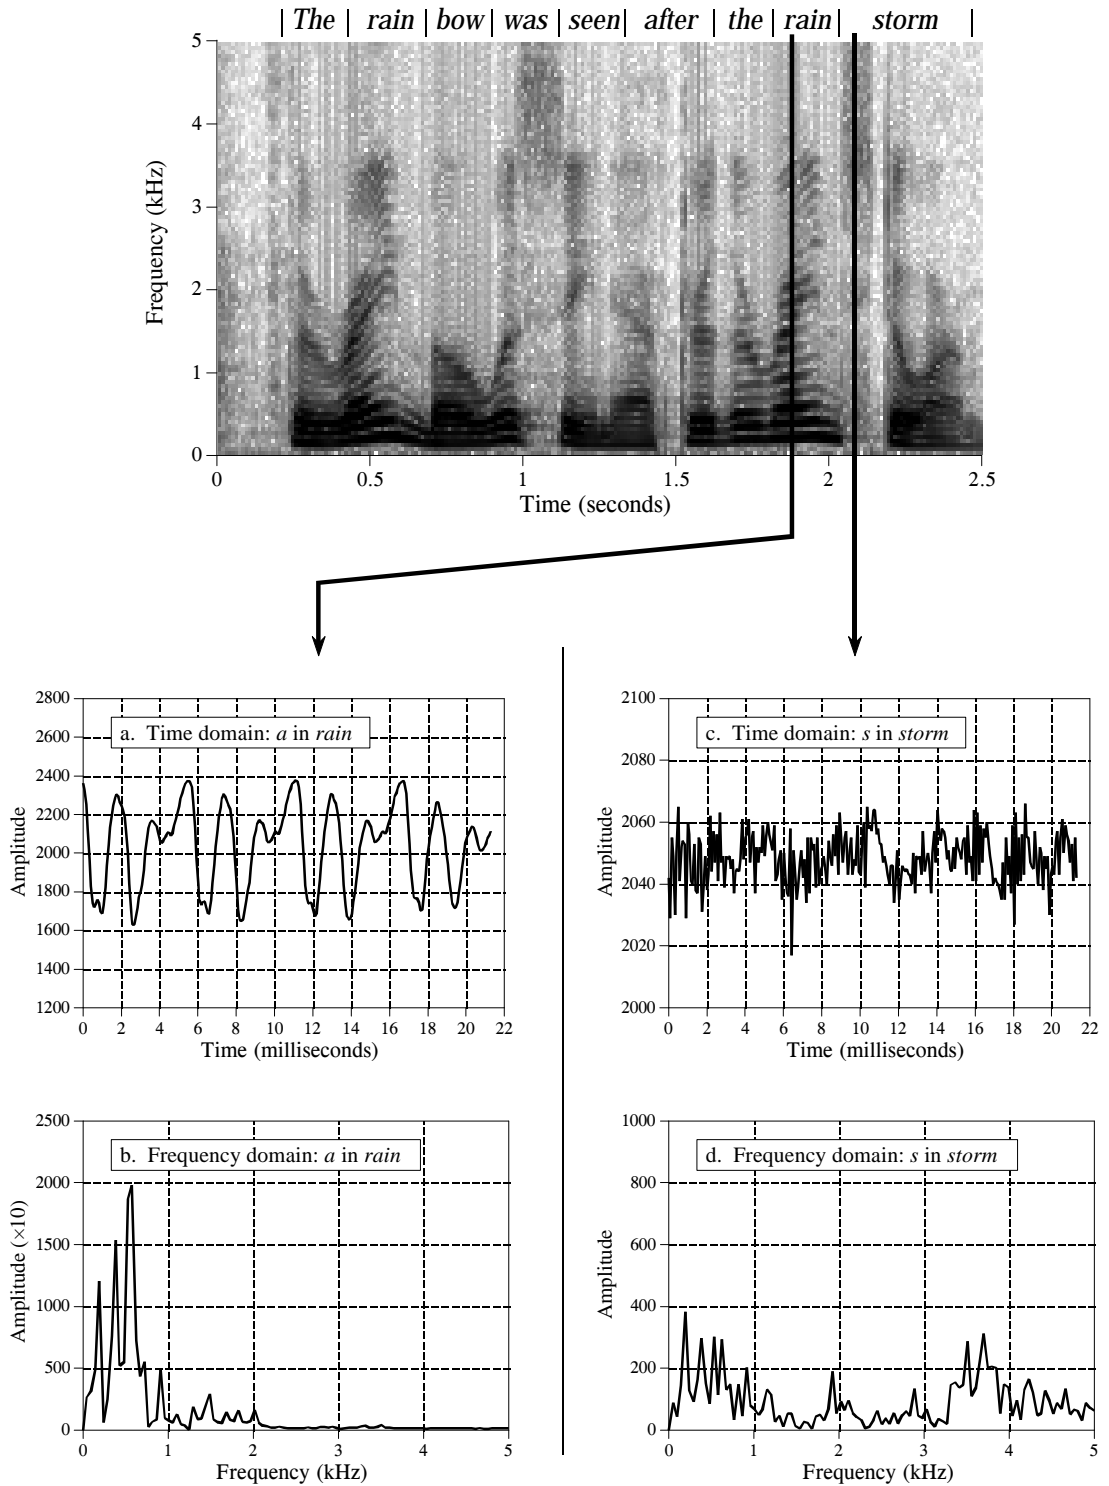 The | rain | bow | was | seen | after | the | rain | storm
5
4
3
2
1
0
Frequency (kHz)
0 0.5 1 1.5 2 2.5
Time (seconds)
2800
2600
2400
2200
2000
1800
1600
1400
1200
Amplitude
a. Time domain: a in rain
0 2 4 6 8 10 12 14 16 18 20 22
Time (milliseconds)
2100
2080
2060
2040
2020
2000
Amplitude
c. Time domain: s in storm
0 2 4 6 8 10 12 14 16 18 20 22
Time (milliseconds)
2500
2000
1500
1000
500
0
Amplitude (×10)
b. Frequency domain: a in rain
0 1 2 3 4 5
Frequency (kHz)
1000
800
600
400
200
0
Amplitude
d. Frequency domain: s in storm
0 1 2 3 4 5
Frequency (kHz)